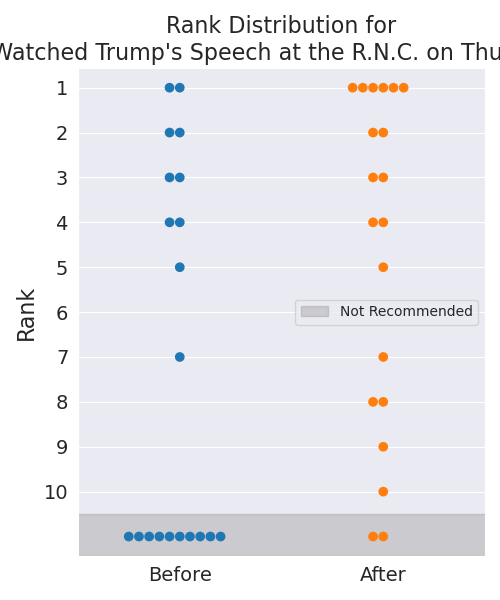 Rank Distribution for
Watched Trump's Speech at the R.N.C. on Thu
1
2
3
4
5
6
7
8
9
10
Rank
Not Recommended
Before
After